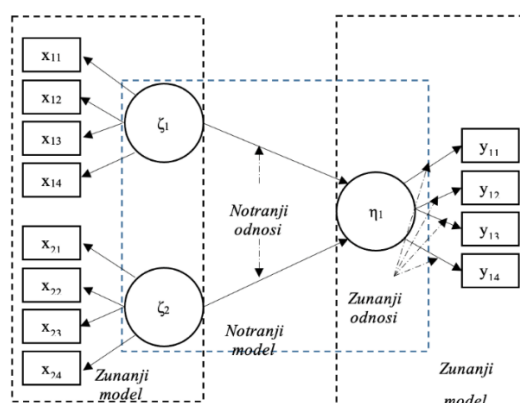 x11
x12
x13
x14
ζ1
y11
y12
y13
y14
η1
Notranji
odnosi
x21
x22
x23
x24
ζ2
Zunanji
odnosi
Notranji
model
Zunanji
model
Zunanji
model